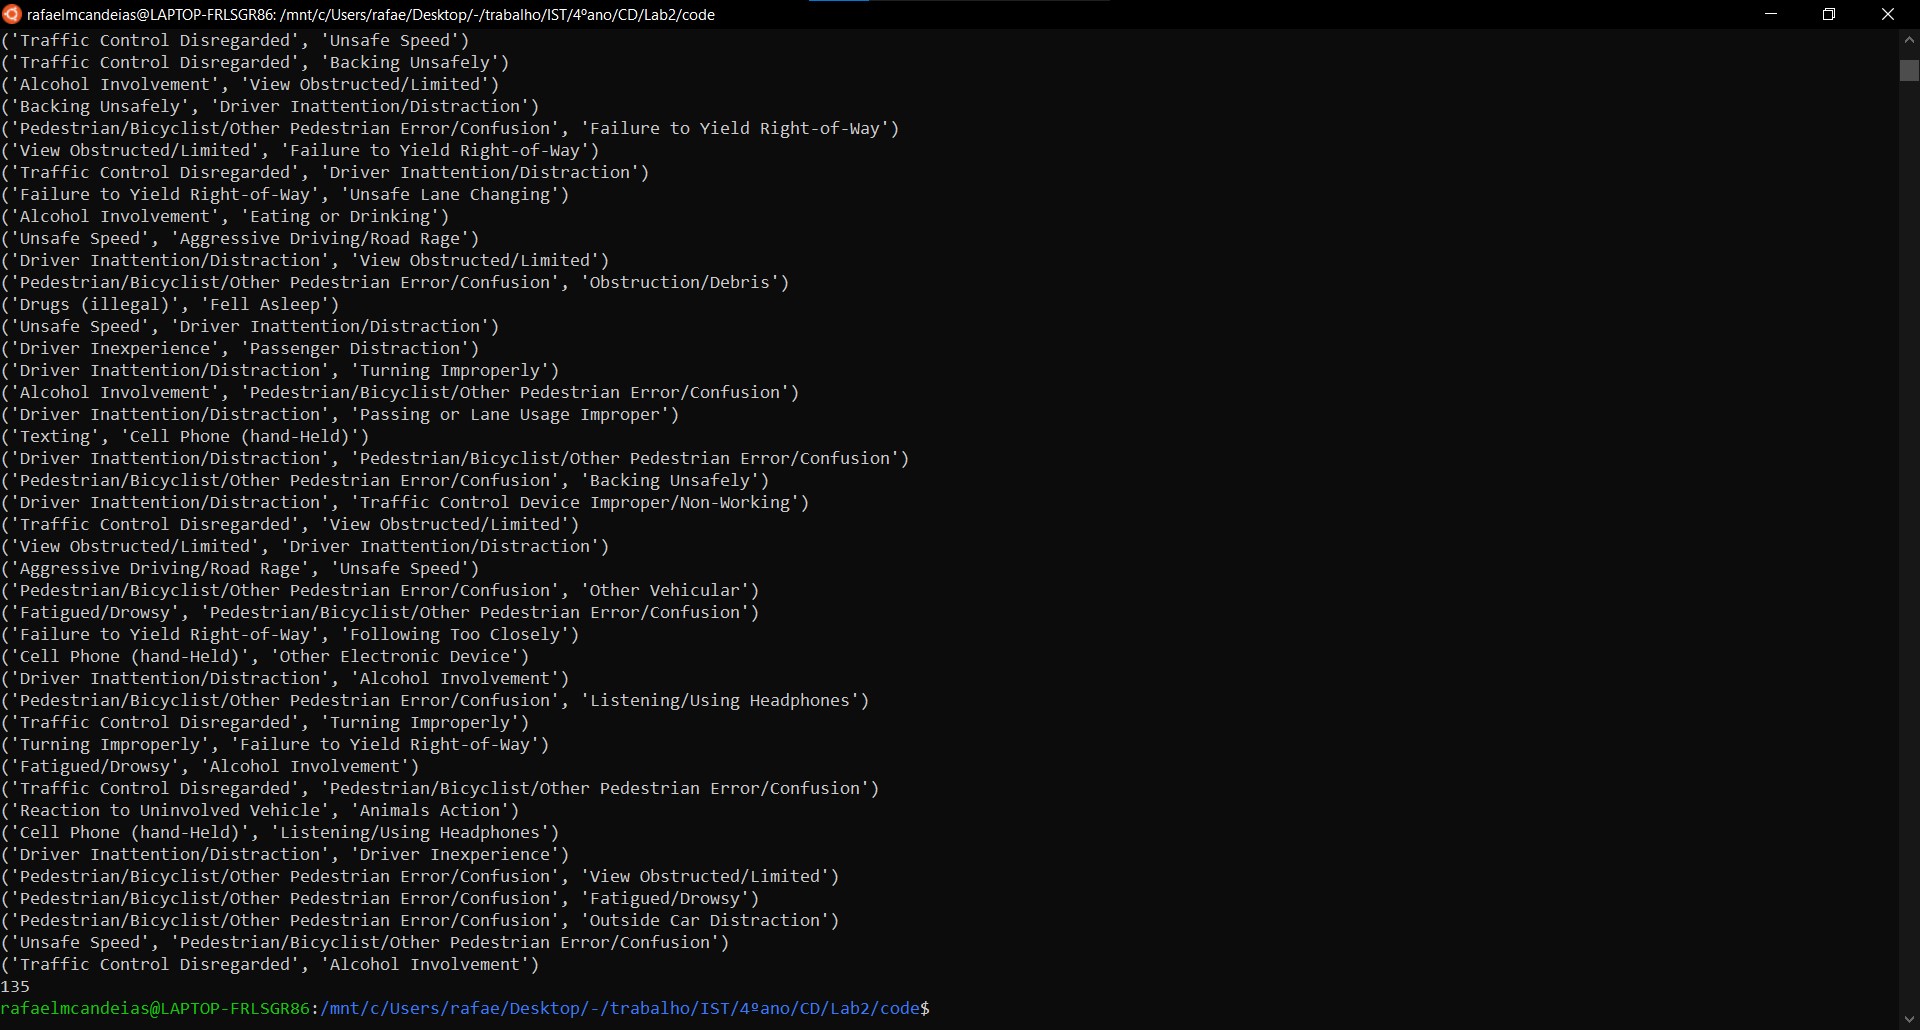 rafaelmcandeias@LAPTOP-FRLSGR86: /mnt/c/Users/rafae/Desktop/-/trabalho/IST/4ºano/CD/Lab2/code
('Traffic Control Disregarded', 'Unsafe Speed')
('Traffic Control Disregarded', 'Backing Unsafely')
('Alcohol Involvement', 'View Obstructed/Limited')
('Backing Unsafely', 'Driver Inattention/Distraction')
('Pedestrian/Bicyclist/Other Pedestrian Error/Confusion', 'Failure to Yield Right-of-Way')
('View Obstructed/Limited', 'Failure to Yield Right-of-Way')
('Traffic Control Disregarded', 'Driver Inattention/Distraction')
('Failure to Yield Right-of-Way', 'Unsafe Lane Changing')
('Alcohol Involvement', 'Eating or Drinking')
('Unsafe Speed', 'Aggressive Driving/Road Rage')
('Driver Inattention/Distraction', 'View Obstructed/Limited')
('Pedestrian/Bicyclist/Other Pedestrian Error/Confusion', 'Obstruction/Debris')
('Drugs (illegal)', 'Fell Asleep')
('Unsafe Speed', 'Driver Inattention/Distraction')
('Driver Inexperience', 'Passenger Distraction')
('Driver Inattention/Distraction', 'Turning Improperly')
('Alcohol Involvement', 'Pedestrian/Bicyclist/Other Pedestrian Error/Confusion')
('Driver Inattention/Distraction', 'Passing or Lane Usage Improper')
('Texting', 'Cell Phone (hand-Held)')
('Driver Inattention/Distraction', 'Pedestrian/Bicyclist/Other Pedestrian Error/Confusion')
('Pedestrian/Bicyclist/Other Pedestrian Error/Confusion', 'Backing Unsafely')
('Driver Inattention/Distraction', 'Traffic Control Device Improper/Non-Working')
('Traffic Control Disregarded', 'View Obstructed/Limited')
('View Obstructed/Limited', 'Driver Inattention/Distraction')
('Aggressive Driving/Road Rage', 'Unsafe Speed')
('Pedestrian/Bicyclist/Other Pedestrian Error/Confusion', 'Other Vehicular')
('Fatigued/Drowsy', 'Pedestrian/Bicyclist/Other Pedestrian Error/Confusion')
('Failure to Yield Right-of-Way', 'Following Too Closely')
('Cell Phone (hand-Held)', 'Other Electronic Device')
('Driver Inattention/Distraction', 'Alcohol Involvement')
('Pedestrian/Bicyclist/Other Pedestrian Error/Confusion', 'Listening/Using Headphones')
('Traffic Control Disregarded', 'Turning Improperly')
('Turning Improperly', 'Failure to Yield Right-of-Way')
('Fatigued/Drowsy', 'Alcohol Involvement')
('Traffic Control Disregarded', 'Pedestrian/Bicyclist/Other Pedestrian Error/Confusion')
('Reaction to Uninvolved Vehicle', 'Animals Action')
('Cell Phone (hand-Held)', 'Listening/Using Headphones')
('Driver Inattention/Distraction', 'Driver Inexperience')
('Pedestrian/Bicyclist/Other Pedestrian Error/Confusion', 'View Obstructed/Limited')
('Pedestrian/Bicyclist/Other Pedestrian Error/Confusion', 'Fatigued/Drowsy')
('Pedestrian/Bicyclist/Other Pedestrian Error/Confusion', 'Outside Car Distraction')
('Unsafe Speed', 'Pedestrian/Bicyclist/Other Pedestrian Error/Confusion')
('Traffic Control Disregarded', 'Alcohol Involvement')
135
rafaelmcandeias@LAPTOP-FRLSGR86:/mnt/c/Users/rafae/Desktop/-/trabalho/IST/4ºano/CD/Lab2/code$